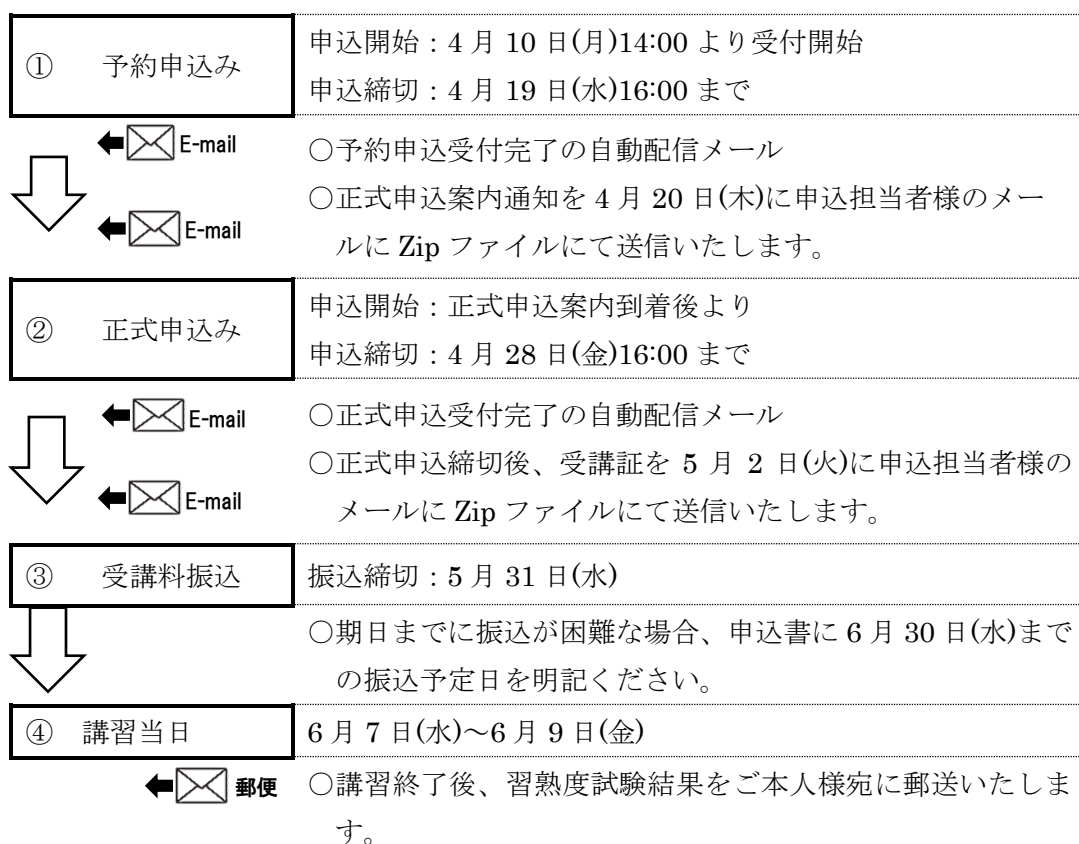 ① 予約申込み
申込開始：4 月 10 日(月)14:00 より受付開始
申込締切：4 月 19 日(水)16:00 まで
E-mail
○予約申込受付完了の自動配信メール
E-mail
○正式申込案内通知を 4 月 20 日(木)に申込担当者様のメー
ルに Zip ファイルにて送信いたします。
② 正式申込み
申込開始：正式申込案内到着後より
申込締切：4 月 28 日(金)16:00 まで
E-mail
○正式申込受付完了の自動配信メール
E-mail
○正式申込締切後、受講証を 5 月 2 日(火)に申込担当者様の
メールに Zip ファイルにて送信いたします。
③ 受講料振込
振込締切：5 月 31 日(水)
○期日までに振込が困難な場合、申込書に 6 月 30 日(水)まで
の振込予定日を明記ください。
④ 講習当日
6 月 7 日(水)～6 月 9 日(金)
郵便
○講習終了後、習熟度試験結果をご本人様宛に郵送いたしま
す。